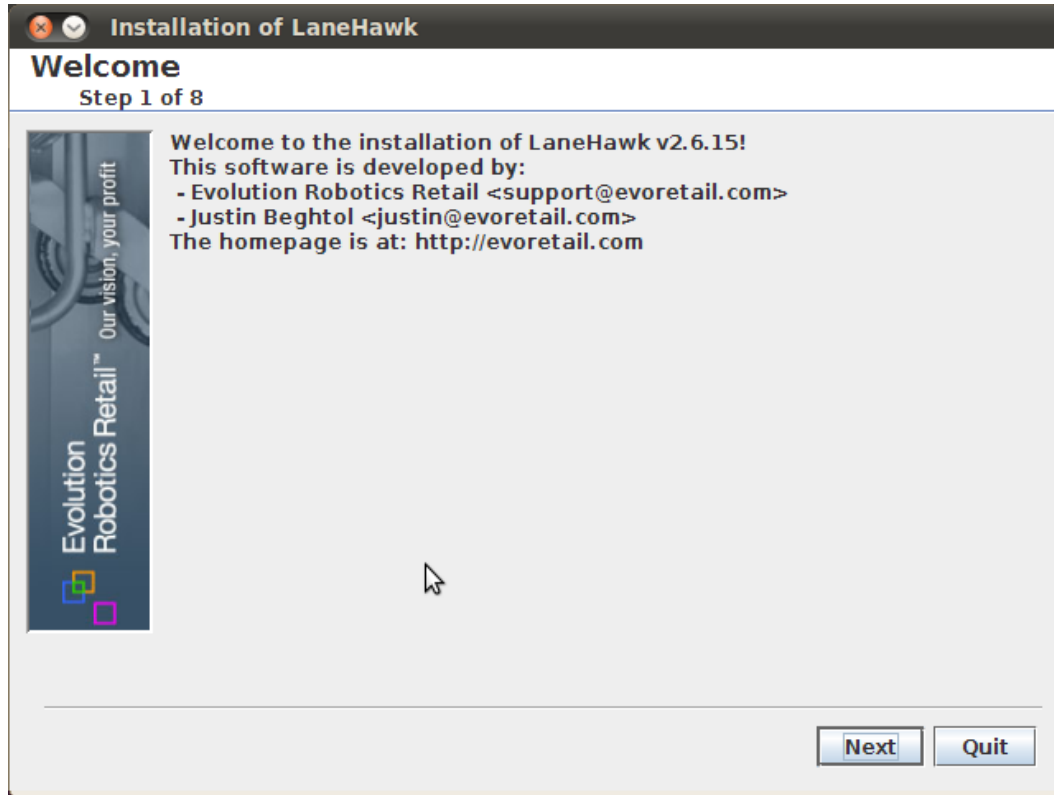 Installation of LaneHawk
Welcome
Step 1 of 8
Welcome to the installation of LaneHawk v2.6.15!
This software is developed by:
- Evolution Robotics Retail <support@evoretail.com>
- Justin Beghtol <justin@evoretail.com>
The homepage is at: http://evoretail.com
Evolution
Robotics Retail™ Our vision, your profit
Next Quit